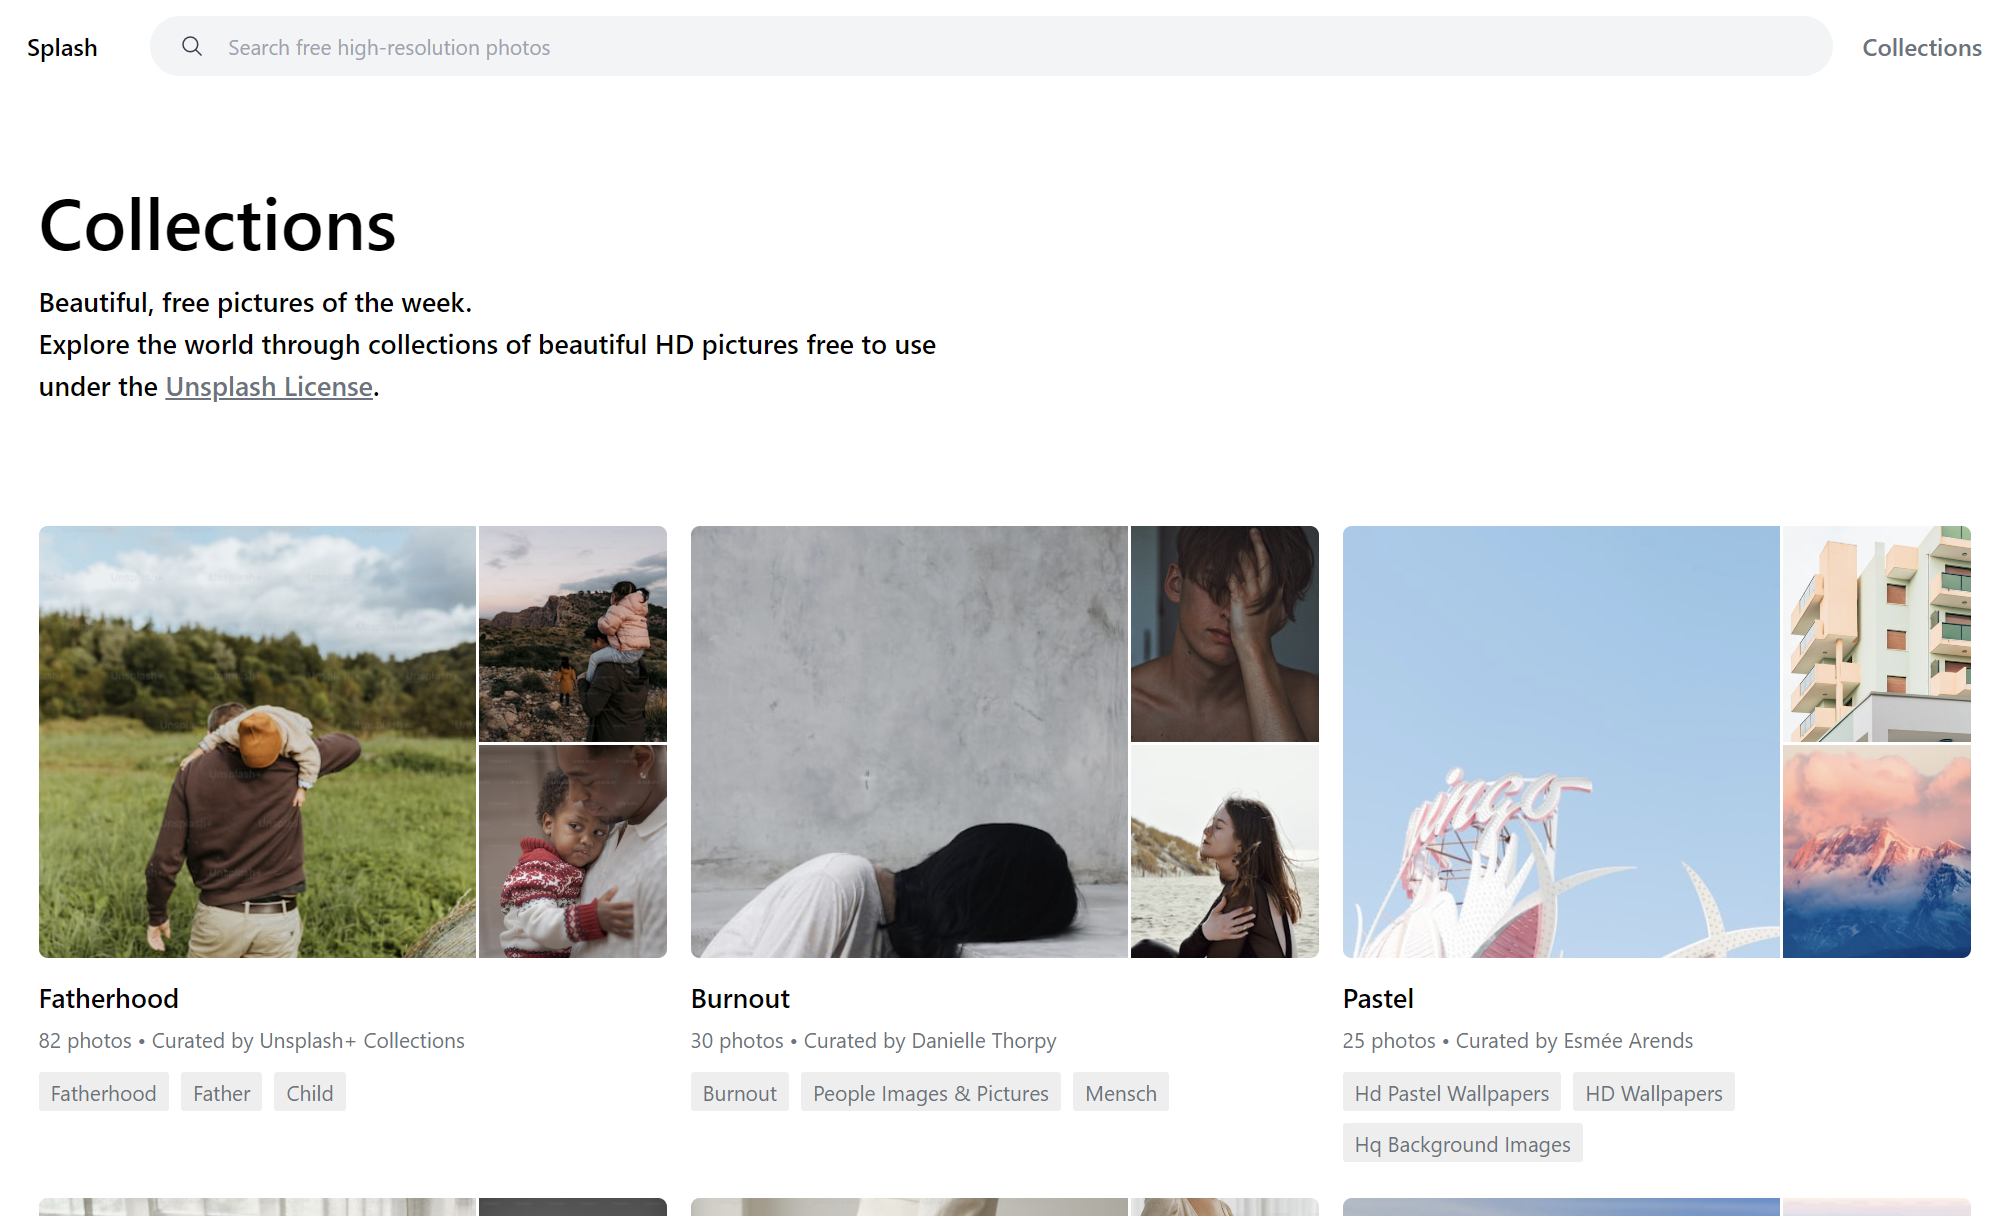 Splash
Search free high-resolution photos
Collections
Collections
Beautiful, free pictures of the week.
Explore the world through collections of beautiful HD pictures free to use
under the Unsplash License.
Fatherhood
82 photos • Curated by Unsplash+ Collections
Fatherhood Father Child
Burnout
30 photos • Curated by Danielle Thorpy
Burnout People Images & Pictures Mensch
Pastel
25 photos • Curated by Esmée Arends
Hd Pastel Wallpapers HD Wallpapers
Hq Background Images